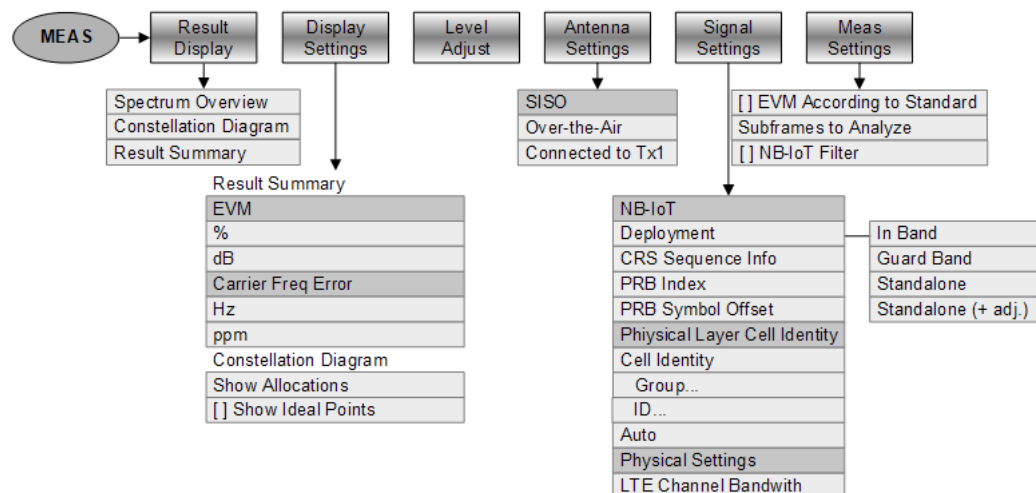 MEAS
Result
Display
Display
Settings
Level
Adjust
Antenna
Settings
Signal
Settings
Meas
Settings
Spectrum Overview
Constellation Diagram
Result Summary
SISO
Over-the-Air
Connected to Tx1
[ ] EVM According to Standard
Subframes to Analyze
[ ] NB-IoT Filter
Result Summary
EVM
%
dB
Carrier Freq Error
Hz
ppm
Constellation Diagram
Show Allocations
[ ] Show Ideal Points
NB-IoT
Deployment
CRS Sequence Info
PRB Index
PRB Symbol Offset
Phiysical Layer Cell Identity
Cell Identity
Group...
ID...
Auto
Physical Settings
LTE Channel Bandwith
In Band
Guard Band
Standalone
Standalone (+ adj.)